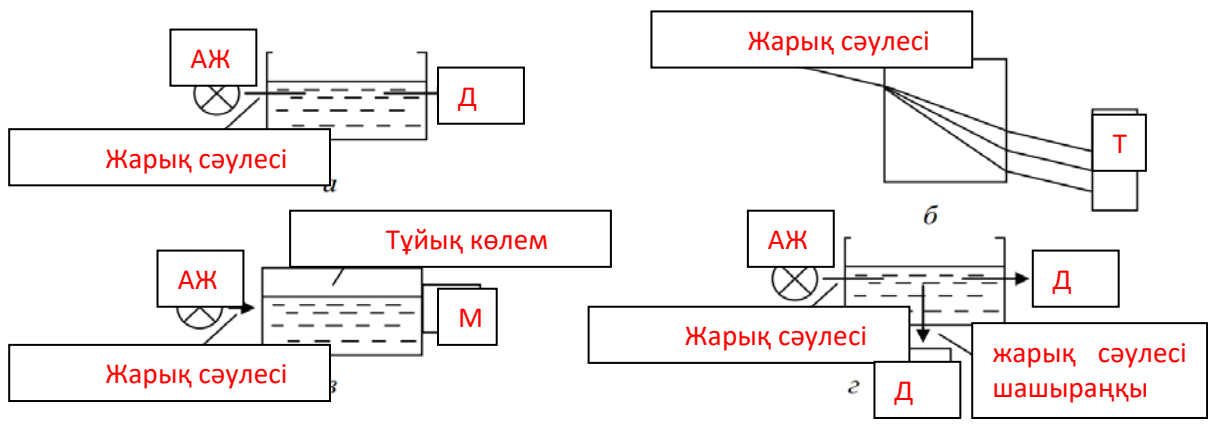 АЖ
Д
Жарық сәулесі
Жарық сәулесі
Т
б
Тұйық көлем
АЖ
М
Жарық сәулесі
АЖ
Д
Жарық сәулесі
г
Д
жарық сәулесі
шашыраңқы